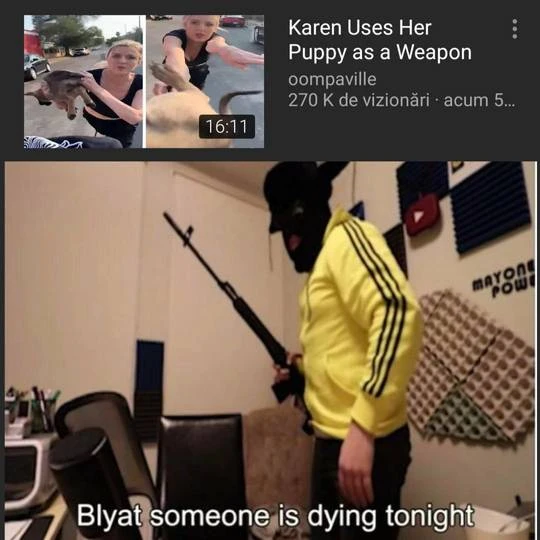 Karen Uses Her
Puppy as a Weapon
oompaville
270 K de vizionări · acum 5...
16:11
MAYONE
POWE
Blyat someone is dying tonight